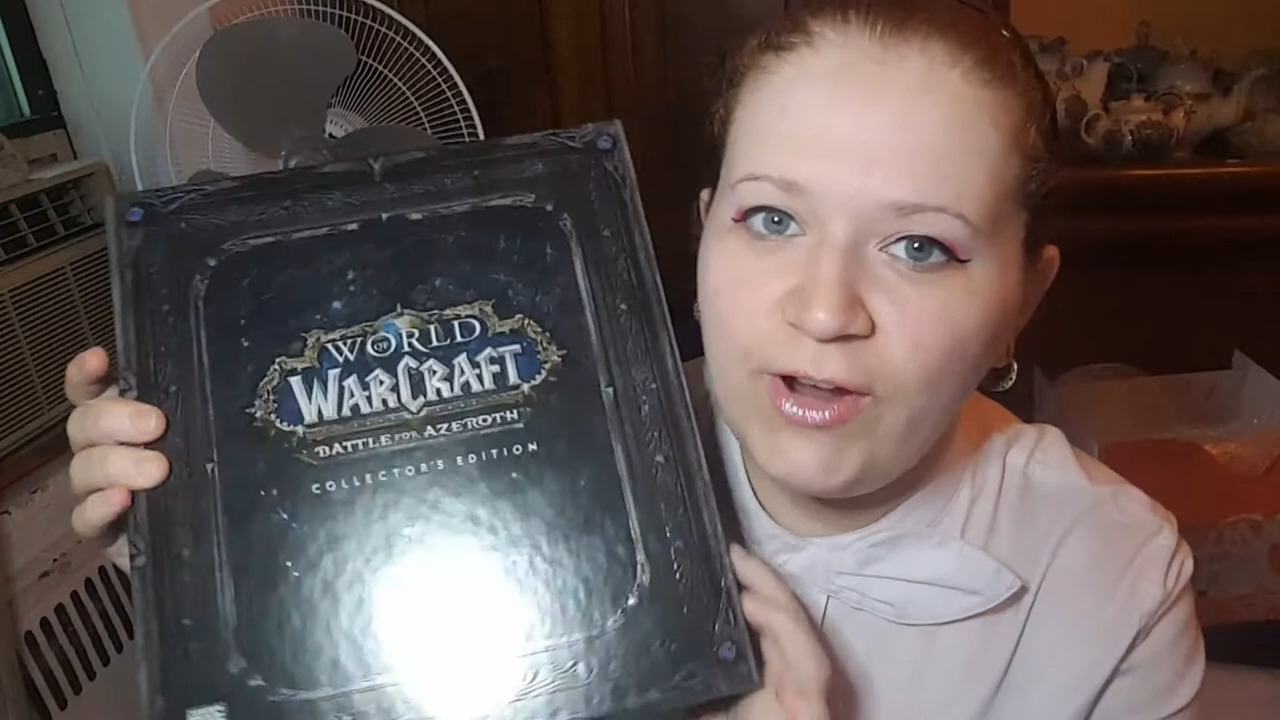 WORLD
OF
WARCRAFT
BATTLE FOR AZEROTH
COLLECTOR'S EDITION